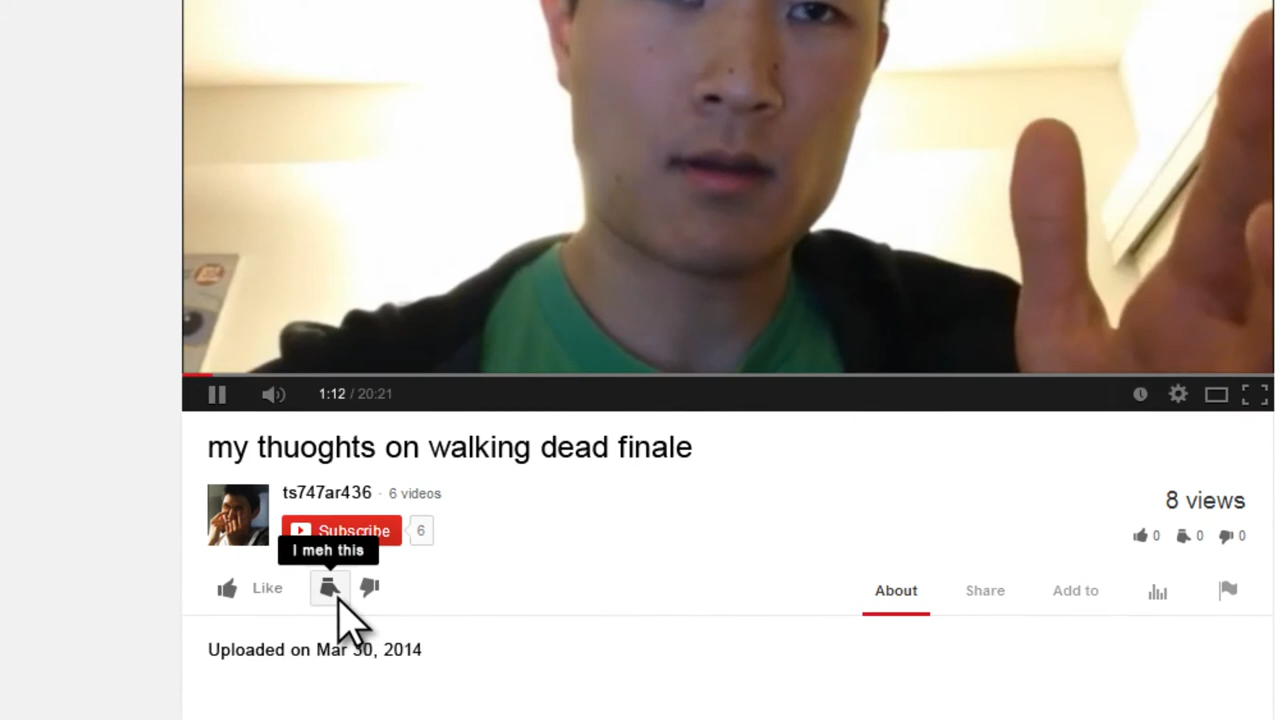 1:12 / 20:21
my thuoghts on walking dead finale
ts747ar436 · 6 videos
8 views
Subscribe 6
0 0 0
I meh this
Like
About Share Add to
Uploaded on Mar 30, 2014